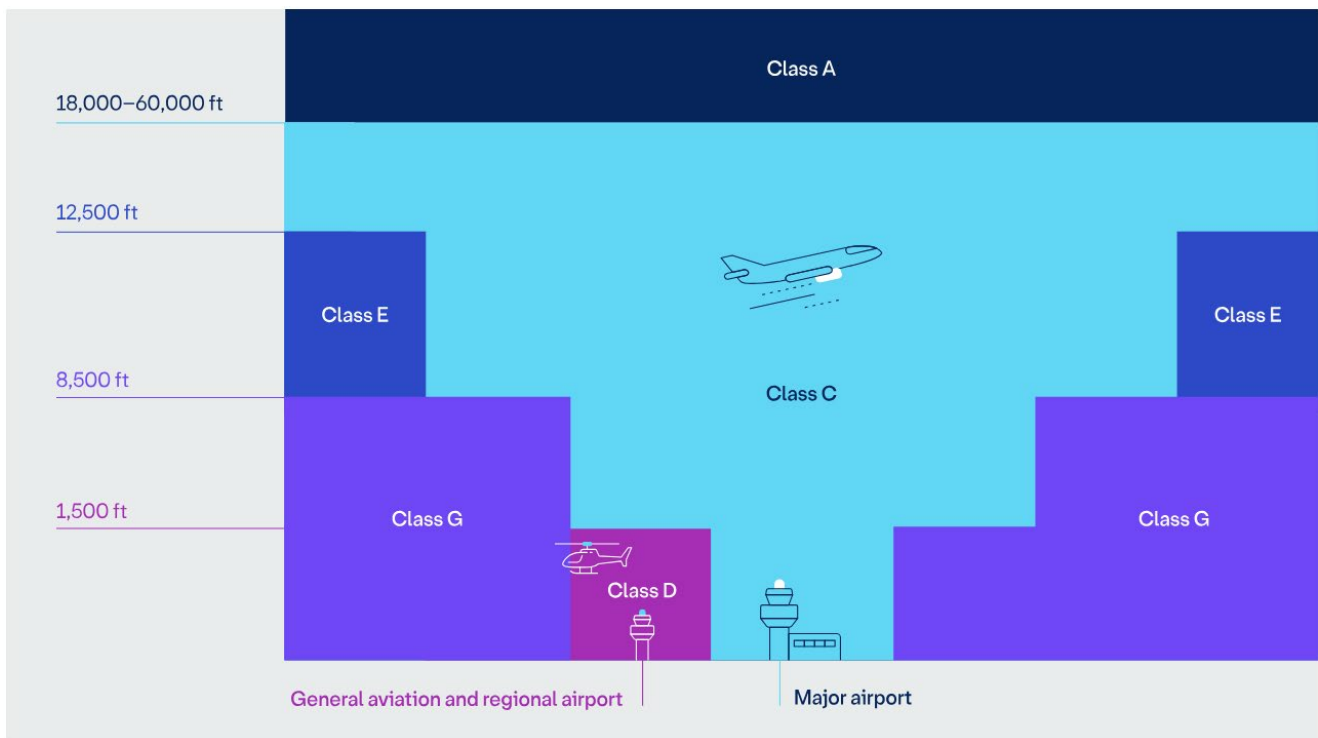 Class A
18,000–60,000 ft
12,500 ft
Class E
Class E
8,500 ft
Class C
1,500 ft
Class G
Class G
Class D
General aviation and regional airport
Major airport